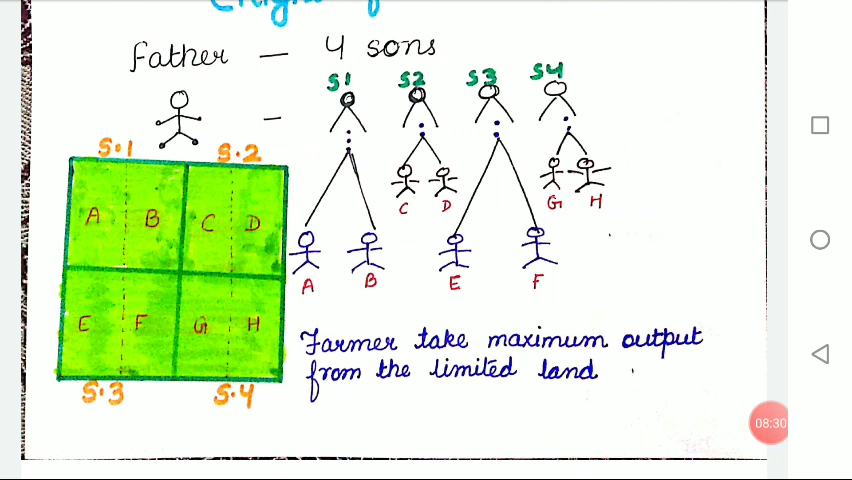 Father — 4 sons
S1 S2 S3 S4
-
S.1 S.2
A B C D
C D G H
A B E F
E F G H
S.3 S.4
Farmer take maximum output
from the limited land
08:30